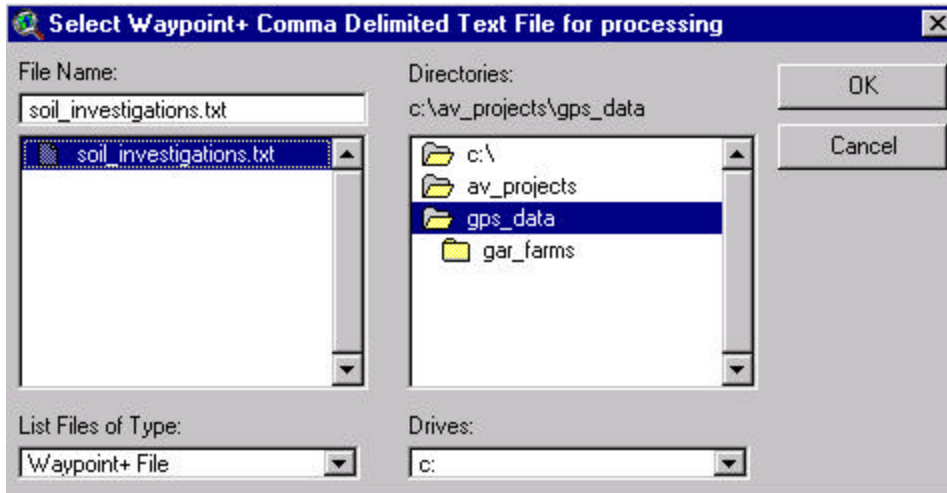 Select Waypoint+ Comma Delimited Text File for processing
File Name:
soil_investigations.txt
soil_investigations.txt
List Files of Type:
Waypoint+ File
Directories:
c:\av_projects\gps_data
c:\
av_projects
gps_data
gar_farms
Drives:
c:
OK
Cancel